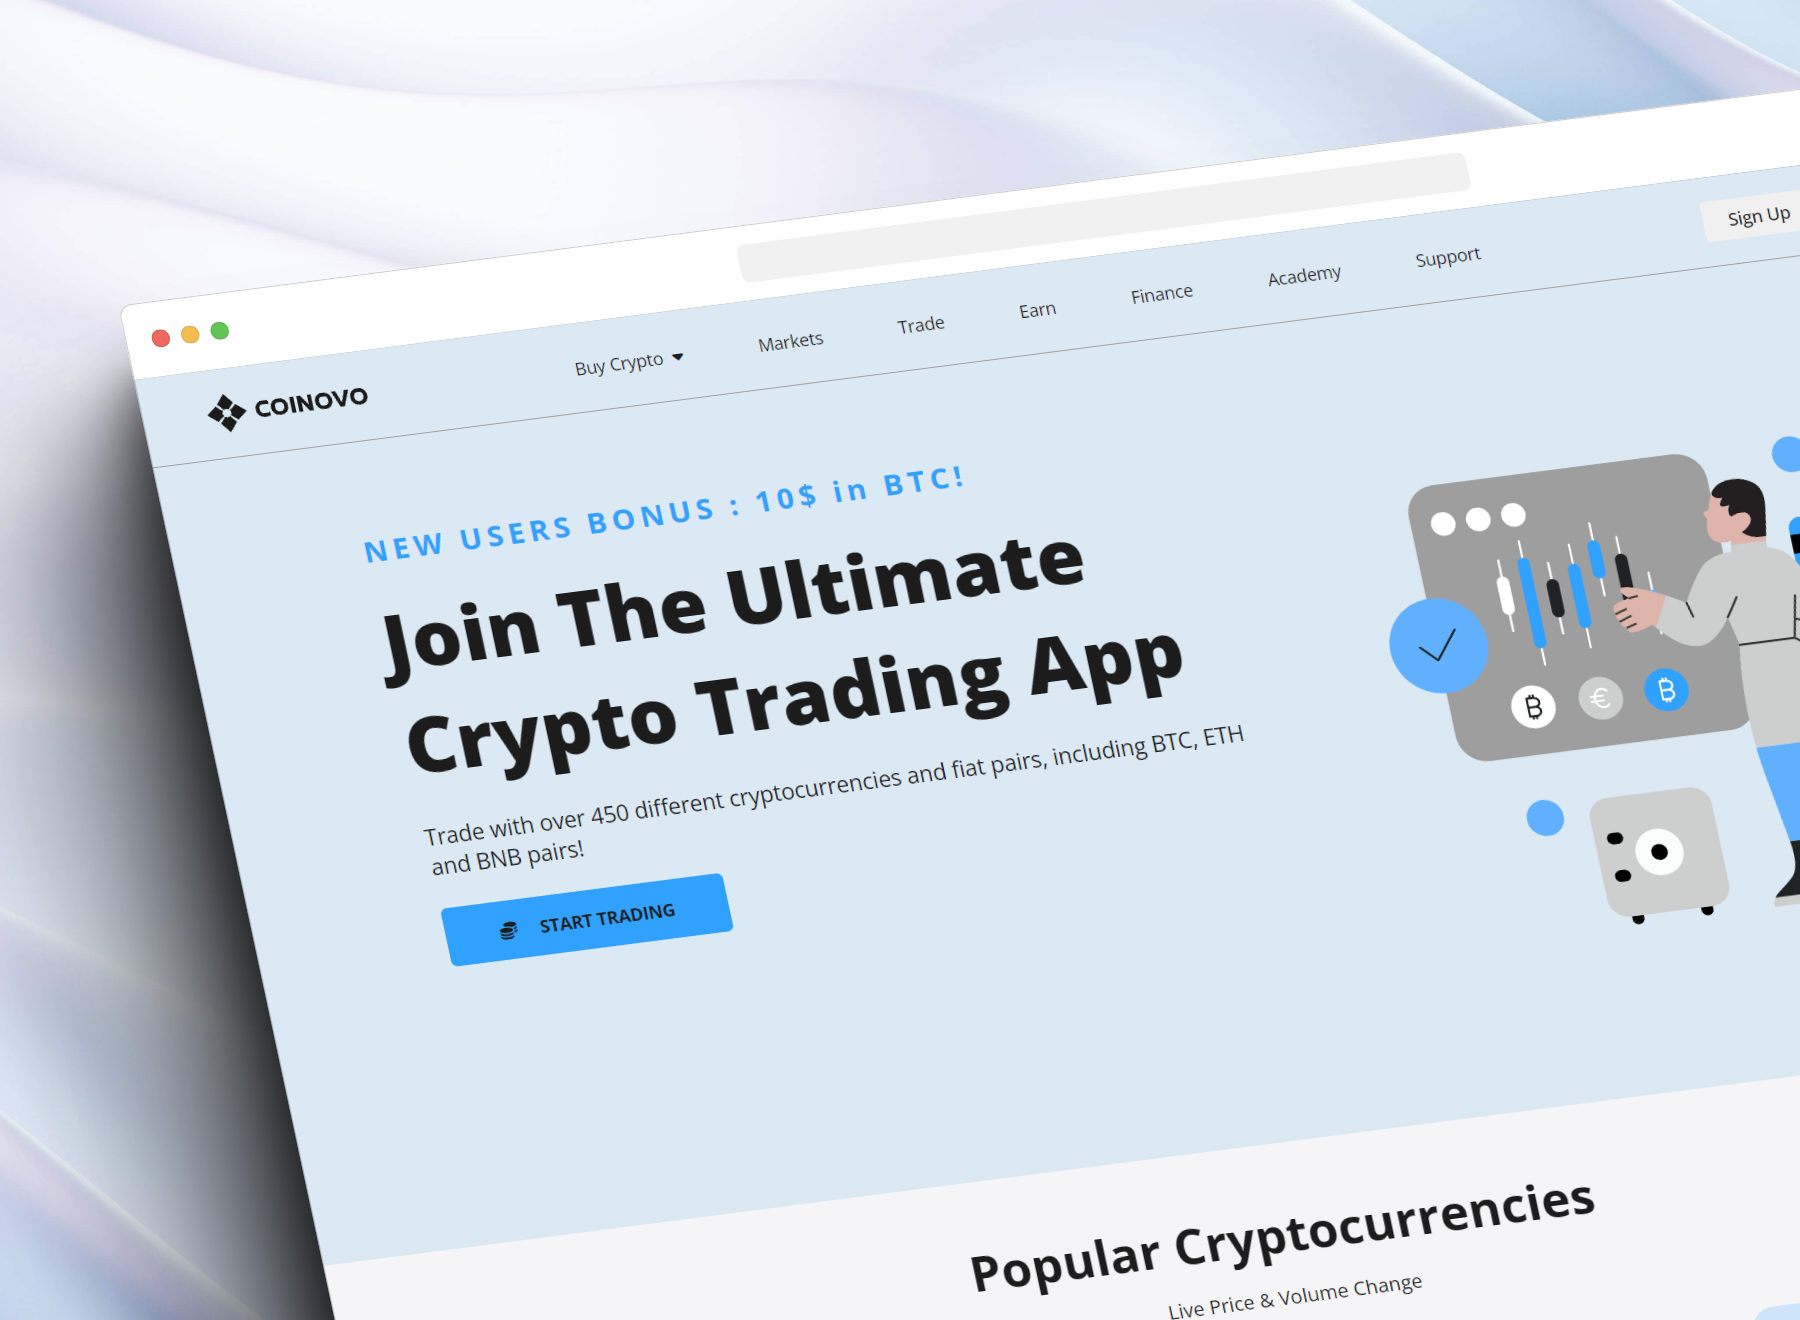 COINOVO
Buy Crypto
Markets
Trade
Earn
Finance
Academy
Support
Sign Up
NEW USERS BONUS : 10$ in BTC!
Join The Ultimate
Crypto Trading App
Trade with over 450 different cryptocurrencies and fiat pairs, including BTC, ETH
and BNB pairs!
START TRADING
Popular Cryptocurrencies
Live Price & Volume Change